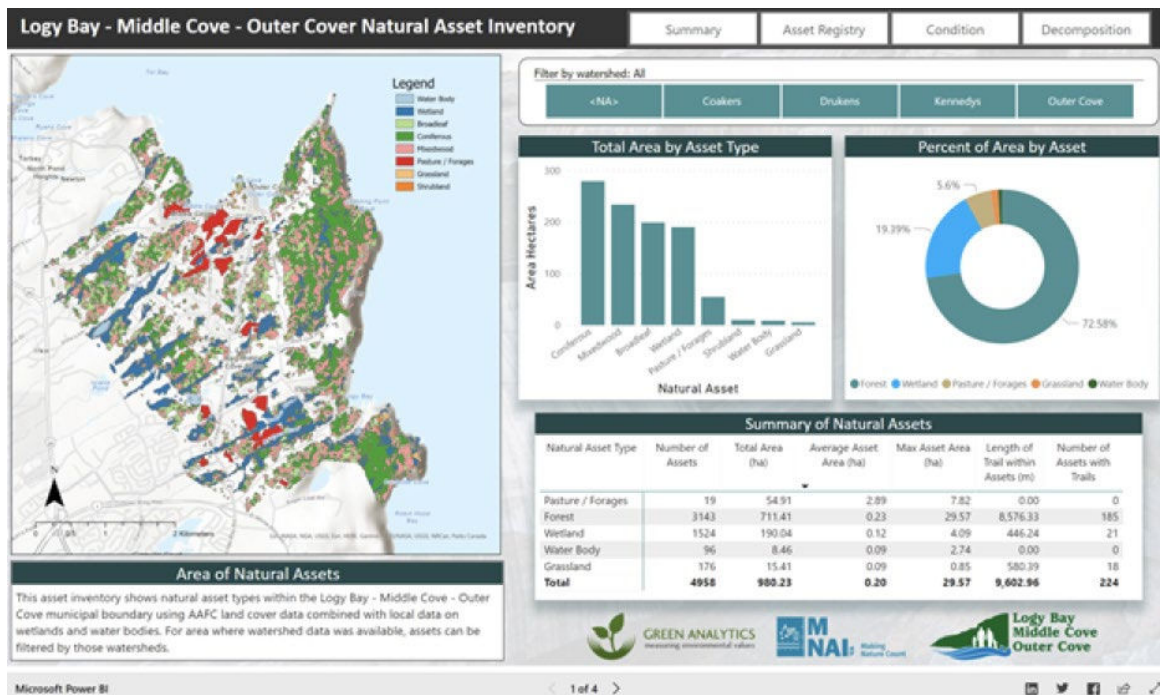 Logy Bay - Middle Cove - Outer Cover Natural Asset Inventory
Summary
Asset Registry
Condition
Decomposition
Legend
Water Body
Wetland
Broadleaf
Coniferous
Mixedwood
Pasture / Forages
Grassland
Shrubland
Torbay
North Pond
Heights
Newton
N
0
0.5
1
2 Kilometers
Area of Natural Assets
This asset inventory shows natural asset types within the Logy Bay - Middle Cove - Outer
Cove municipal boundary using AAFC land cover data combined with local data on
wetlands and water bodies. For area where watershed data was available, assets can be
filtered by those watersheds.
Filter by watershed: All
<NA>
Coakers
Drukens
Kennedys
Outer Cove
Total Area by Asset Type
Area Hectares
300
200
100
0
Coniferous
Mixedwood
Broadleaf
Wetland
Pasture / Forages
Shrubland
Water Body
Grassland
Natural Asset
Percent of Area by Asset
5.6%
19.39%
72.58%
Forest Wetland Pasture / Forages Grassland Water Body
Summary of Natural Assets
Natural Asset Type Number of Assets Total Area (ha) Average Asset Area (ha) Max Asset Area (ha) Length of Trail within Assets (m) Number of Assets with Trails
Pasture / Forages 19 54.91 2.89 7.82 0.00 0
Forest 3143 711.41 0.23 29.57 8,576.33 185
Wetland 1524 190.04 0.12 4.09 446.24 21
Water Body 96 8.46 0.09 2.74 0.00 0
Grassland 176 15.41 0.09 0.85 580.39 18
Total 4958 980.23 0.20 29.57 9,602.96 224
GREEN ANALYTICS
measuring environmental values
M
NAI
Making
Nature Count
Logy Bay
Middle Cove
Outer Cove
Microsoft Power BI
1 of 4